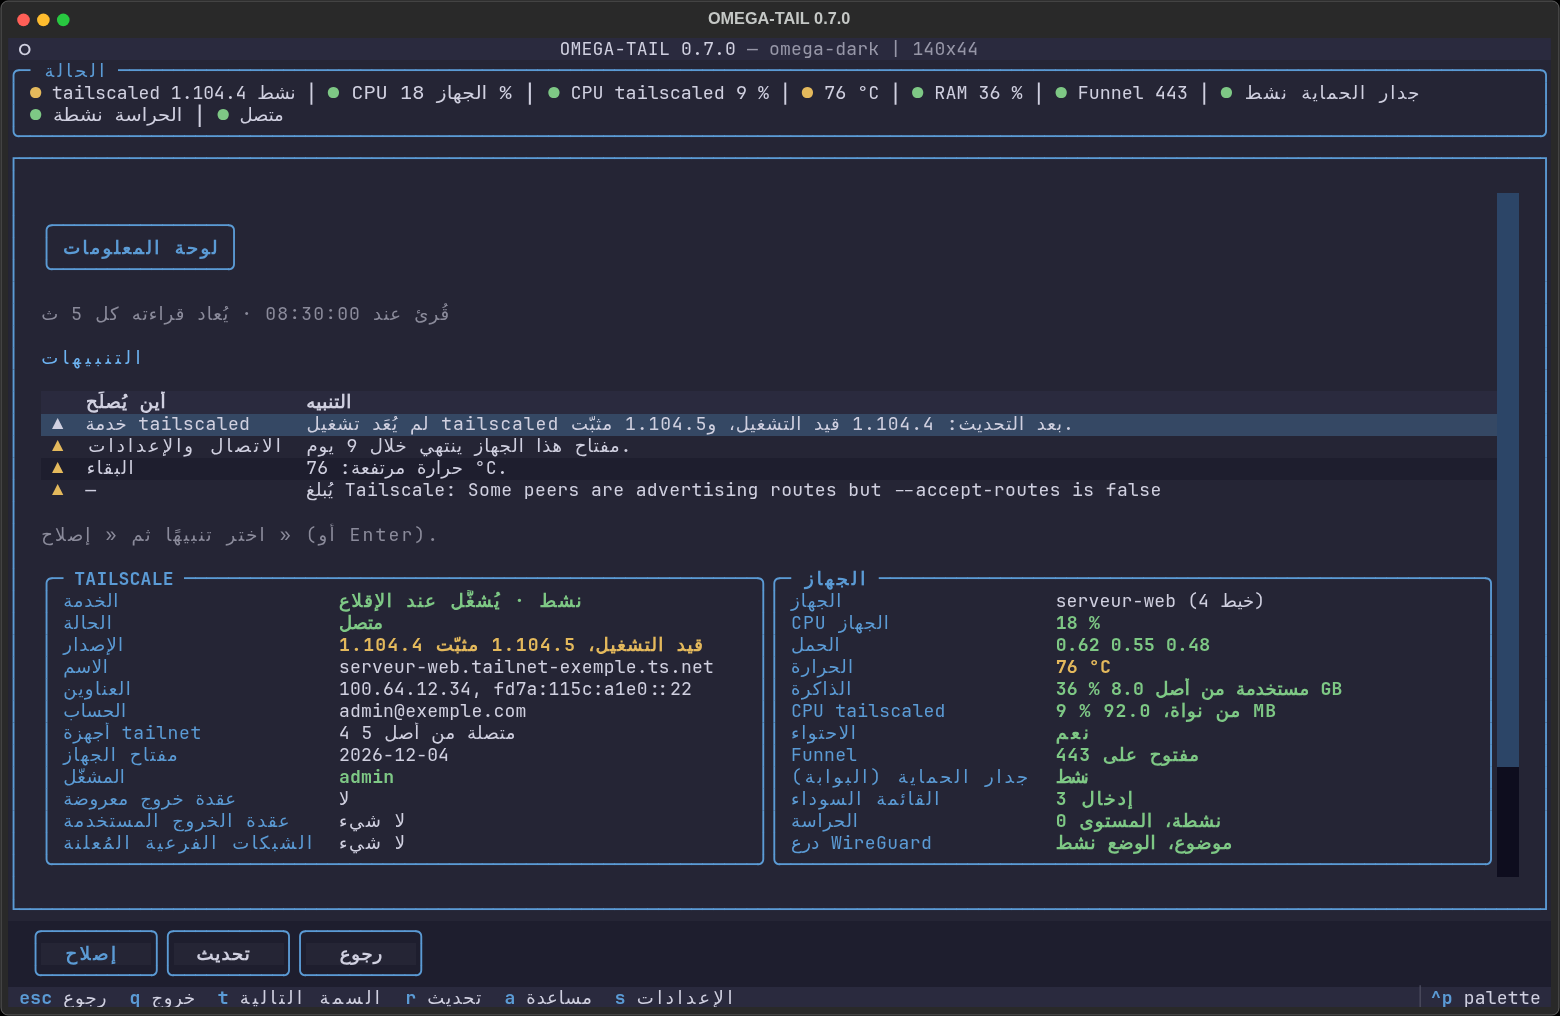 OMEGA-TAIL 0.7.0
OMEGA-TAIL 0.7.0 — omega-dark | 140x44
الحالة
● tailscaled 1.104.4 نشط │ ● CPU الجهاز 18 % │ ● CPU tailscaled 9 % │ ● 76 °C │ ● RAM 36 % │ ● Funnel 443 │ ● جدار الحماية نشط
● الحراسة نشطة │ ● متصل
لوحة المعلومات
قُرئ عند 08:30:00 · يُعاد قراءته كل 5 ث
التنبيهات
أين يُصلَح التنبيه
▲ خدمة tailscaled لم يُعَد تشغيل tailscaled بعد التحديث: 1.104.4 قيد التشغيل، و1.104.5 مثبّت.
▲ الاتصال والإعدادات مفتاح هذا الجهاز ينتهي خلال 9 يوم.
▲ البقاء حرارة مرتفعة: 76 °C.
▲ — يُبلغ Tailscale: Some peers are advertising routes but --accept-routes is false
اختر تنبيهًا ثم « إصلاح » (أو Enter).
TAILSCALE
الخدمة نشط · يُشغَّل عند الإقلاع
الحالة متصل
الإصدار 1.104.4 قيد التشغيل، 1.104.5 مثبّت
الاسم serveur-web.tailnet-exemple.ts.net
العناوين 100.64.12.34, fd7a:115c:a1e0::22
الحساب admin@exemple.com
أجهزة tailnet 4 متصلة من أصل 5
مفتاح الجهاز 2026-12-04
المشغّل admin
عقدة خروج معروضة لا
عقدة الخروج المستخدمة لا شيء
الشبكات الفرعية المُعلنة لا شيء
الجهاز
الجهاز serveur-web (4 خيط)
CPU الجهاز 18 %
الحمل 0.62 0.55 0.48
الحرارة 76 °C
الذاكرة 36 % مستخدمة من أصل 8.0 GB
CPU tailscaled 9 % من نواة، 92.0 MB
الاحتواء نعم
Funnel مفتوح على 443
جدار الحماية (البوابة) نشط
القائمة السوداء 3 إدخال
الحراسة نشطة، المستوى 0
درع WireGuard موضوع، الوضع نشط
إصلاح تحديث رجوع
esc رجوع q خروج t السمة التالية r تحديث a مساعدة s الإعدادات ^p palette